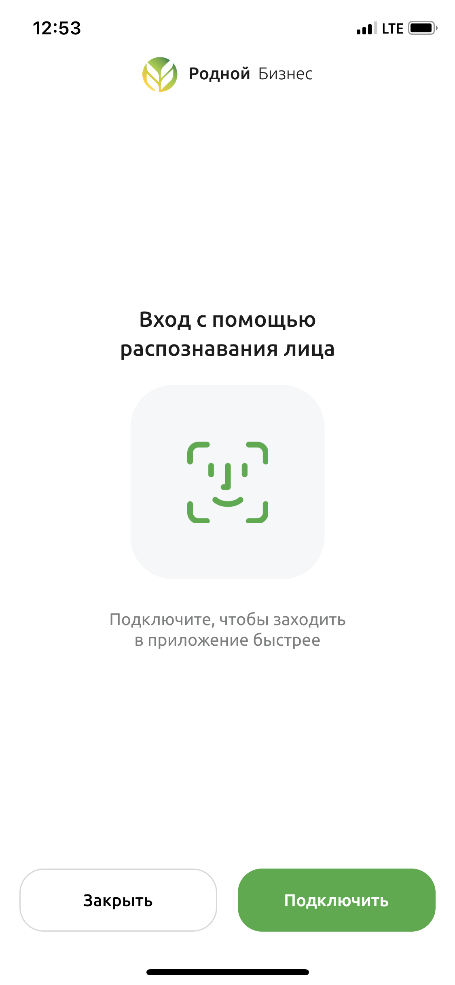 12:53
LTE
Родной Бизнес
Вход с помощью
распознавания лица
Подключите, чтобы заходить
в приложение быстрее
Закрыть
Подключить